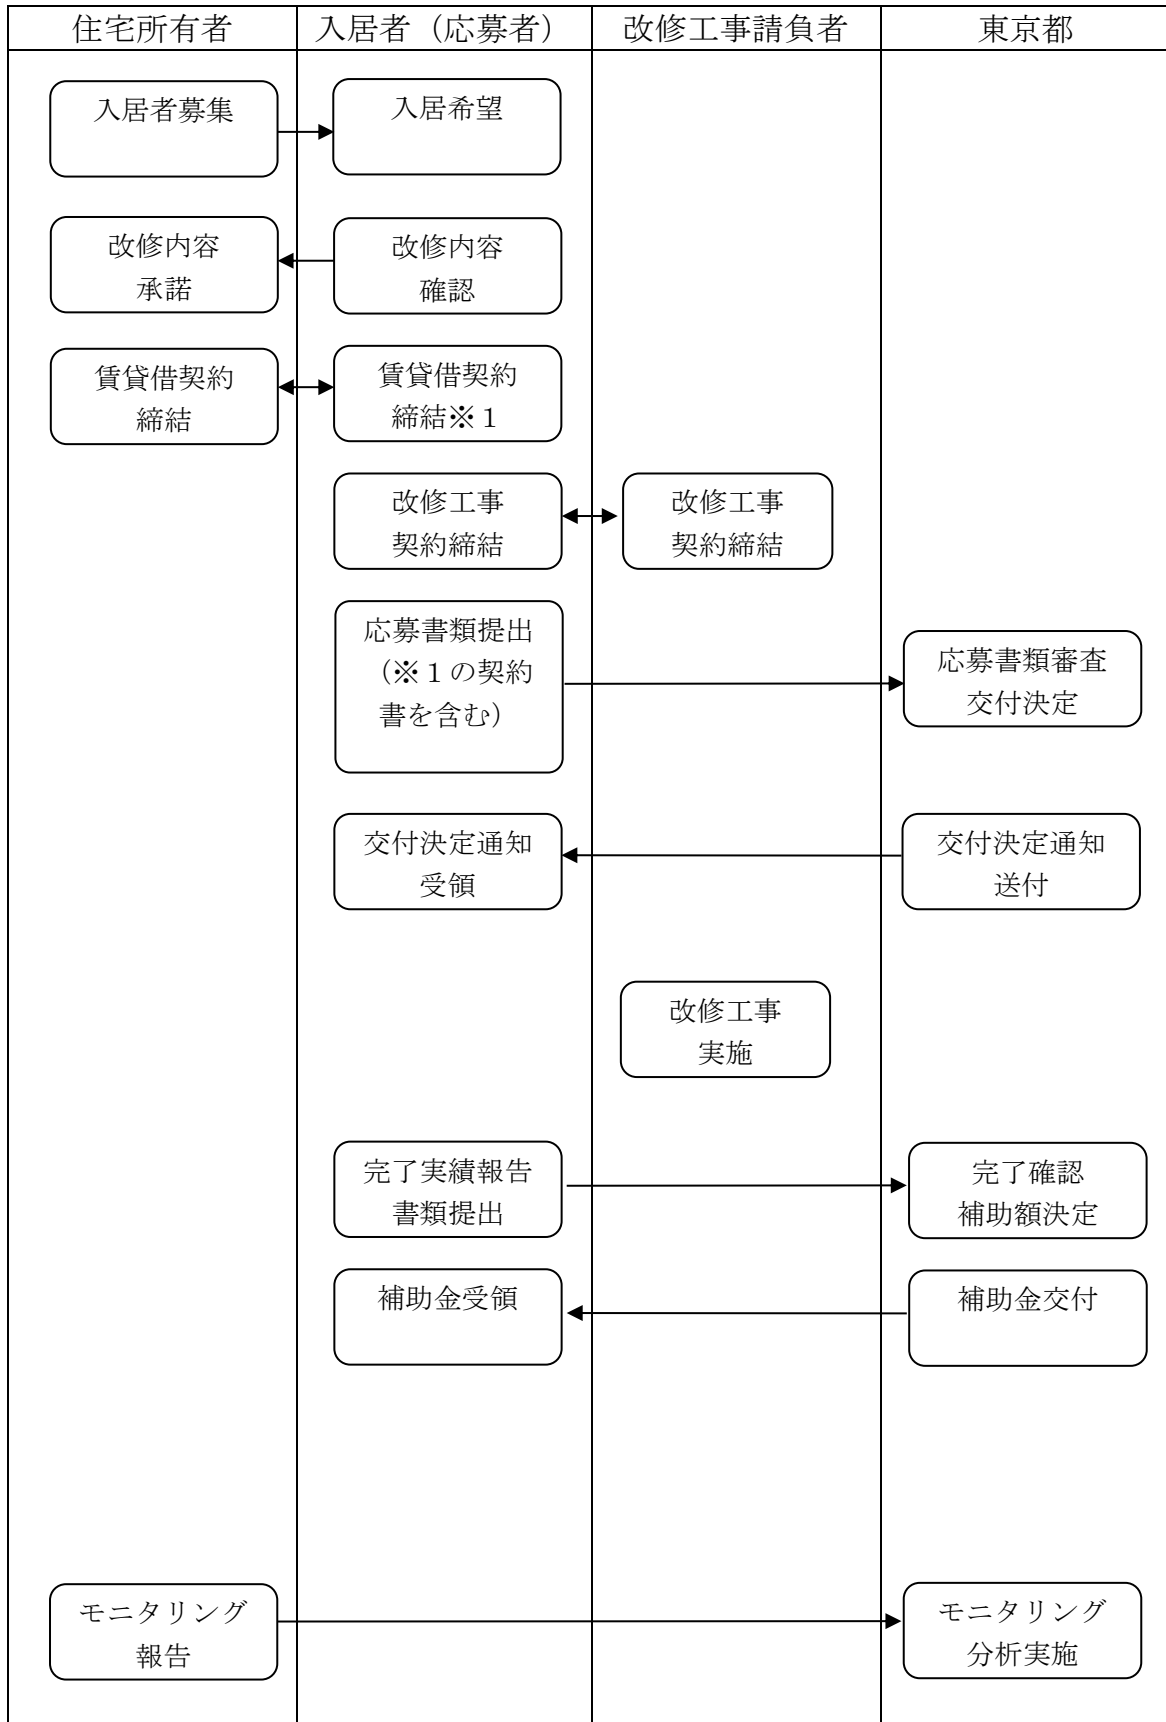 住宅所有者
入居者（応募者）
改修工事請負者
東京都
入居者募集
入居希望
改修内容
承諾
改修内容
確認
賃貸借契約
締結
賃貸借契約
締結※１
改修工事
契約締結
改修工事
契約締結
応募書類提出
（※１の契約
書を含む）
応募書類審査
交付決定
交付決定通知
受領
交付決定通知
送付
改修工事
実施
完了実績報告
書類提出
完了確認
補助額決定
補助金受領
補助金交付
モニタリング
報告
モニタリング
分析実施